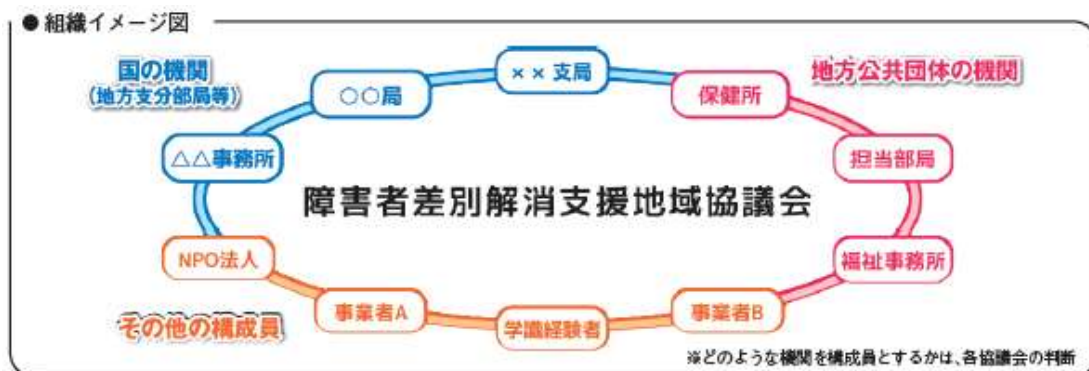 ● 組織イメージ図
国の機関
(地方支分部局等)
××支局
地方公共団体の機関
○○局
保健所
△△事務所
担当部局
障害者差別解消支援地域協議会
NPO法人
福祉事務所
その他の構成員
事業者A
学識経験者
事業者B
※どのような機関を構成員とするかは、各協議会の判断